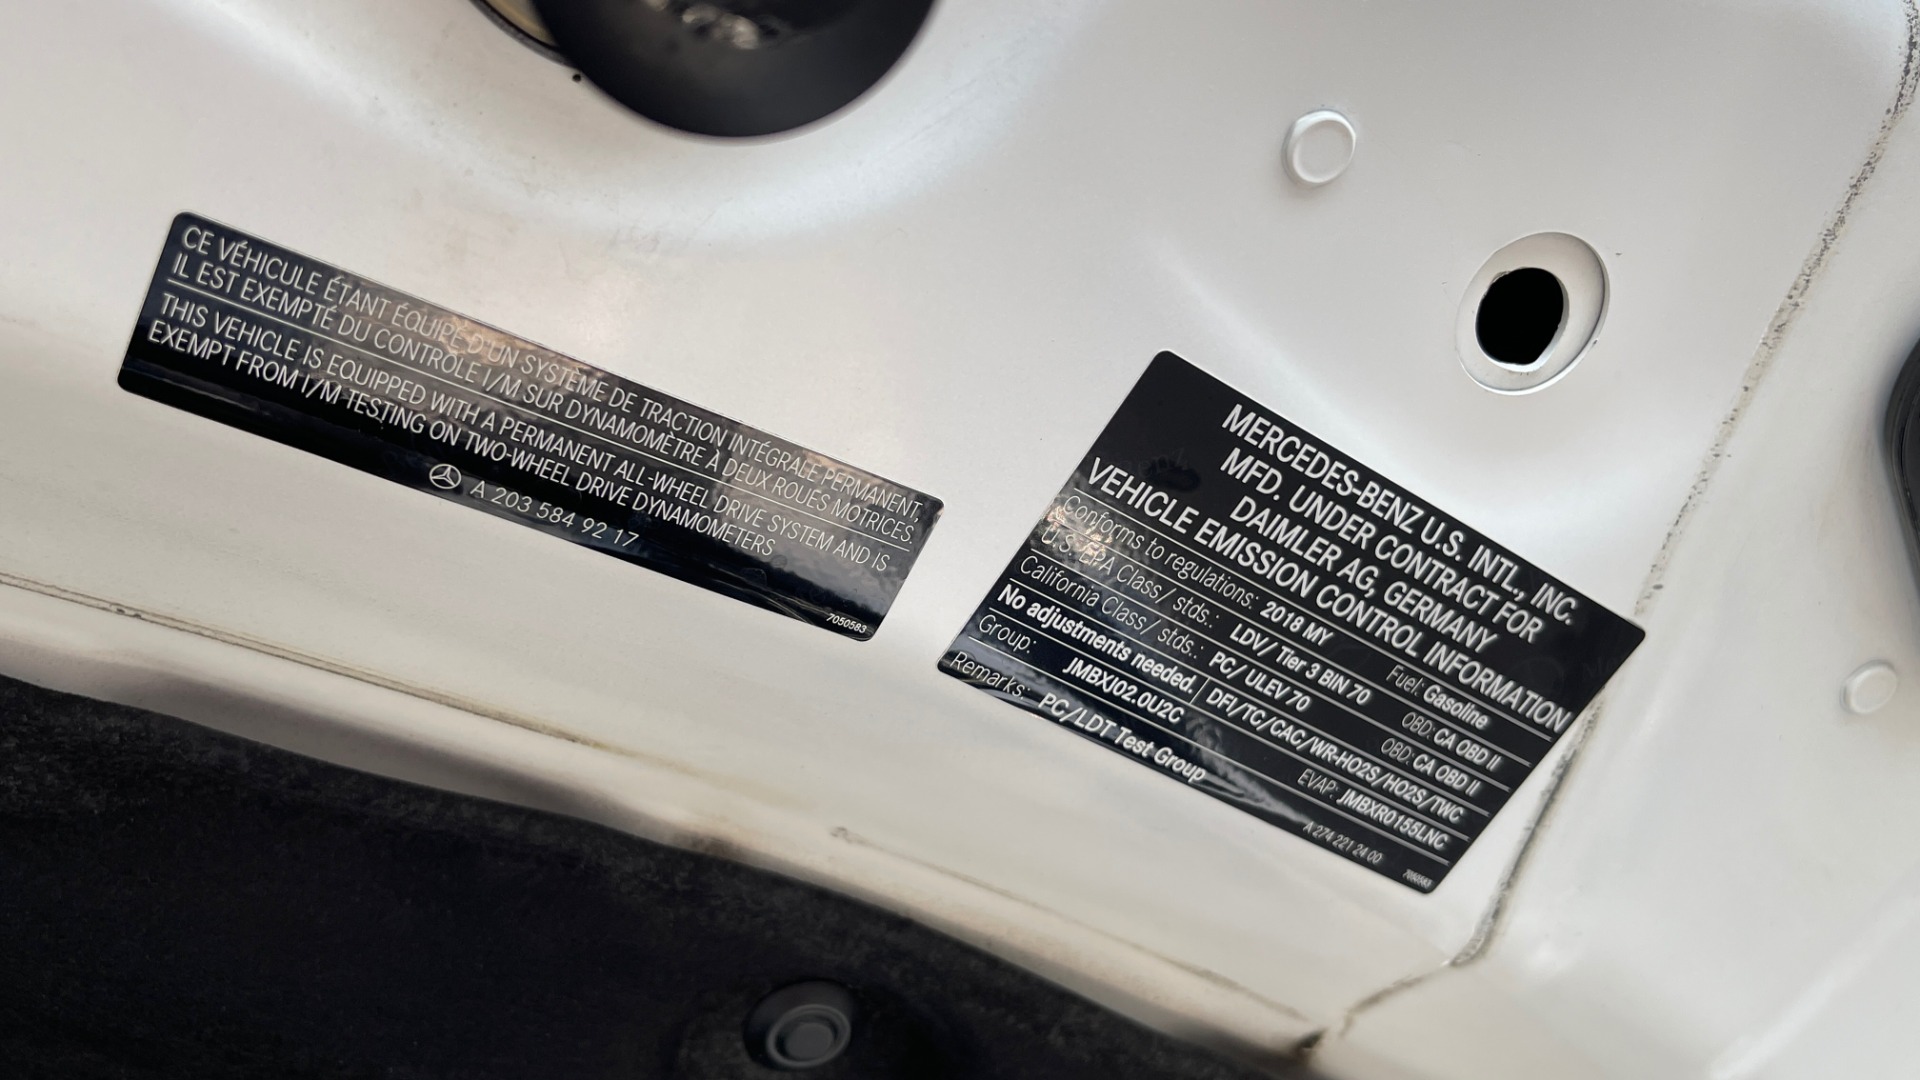 CE VÉHICULE ÉTANT ÉQUIPÉ D'UN SYSTÈME DE TRACTION INTÉGRALE PERMANENT,
IL EST EXEMPTÉ DU CONTRÔLE I/M SUR DYNAMOMÈTRE À DEUX ROUES MOTRICES.
THIS VEHICLE IS EQUIPPED WITH A PERMANENT ALL-WHEEL DRIVE SYSTEM AND IS
EXEMPT FROM I/M TESTING ON TWO-WHEEL DRIVE DYNAMOMETERS
A 203 584 92 17
7050583
MERCEDES-BENZ U.S. INTL., INC.
MFD. UNDER CONTRACT FOR
DAIMLER AG, GERMANY
VEHICLE EMISSION CONTROL INFORMATION
Conforms to regulations: 2018 MY Fuel: Gasoline
U.S. EPA Class/ stds.: LDV/ Tier 3 BIN 70 OBD: CA OBD II
California Class/ stds.: PC/ ULEV 70 OBD: CA OBD II
No adjustments needed. DFI/TC/CAC/WR-HO2S/HO2S/TWC
Group: JMBXJ02.0U2C EVAP: JMBXR0155LNC
Remarks: PC/LDT Test Group
A 274 221 24 00
7050583